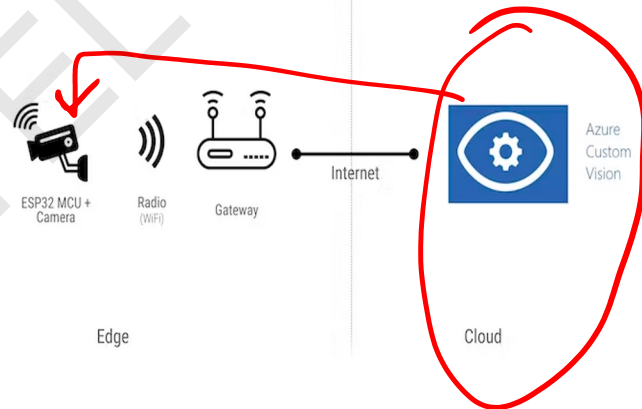 ESP32 MCU +
Camera
Radio
(WiFi)
Gateway
Internet
Azure
Custom
Vision
Edge
Cloud